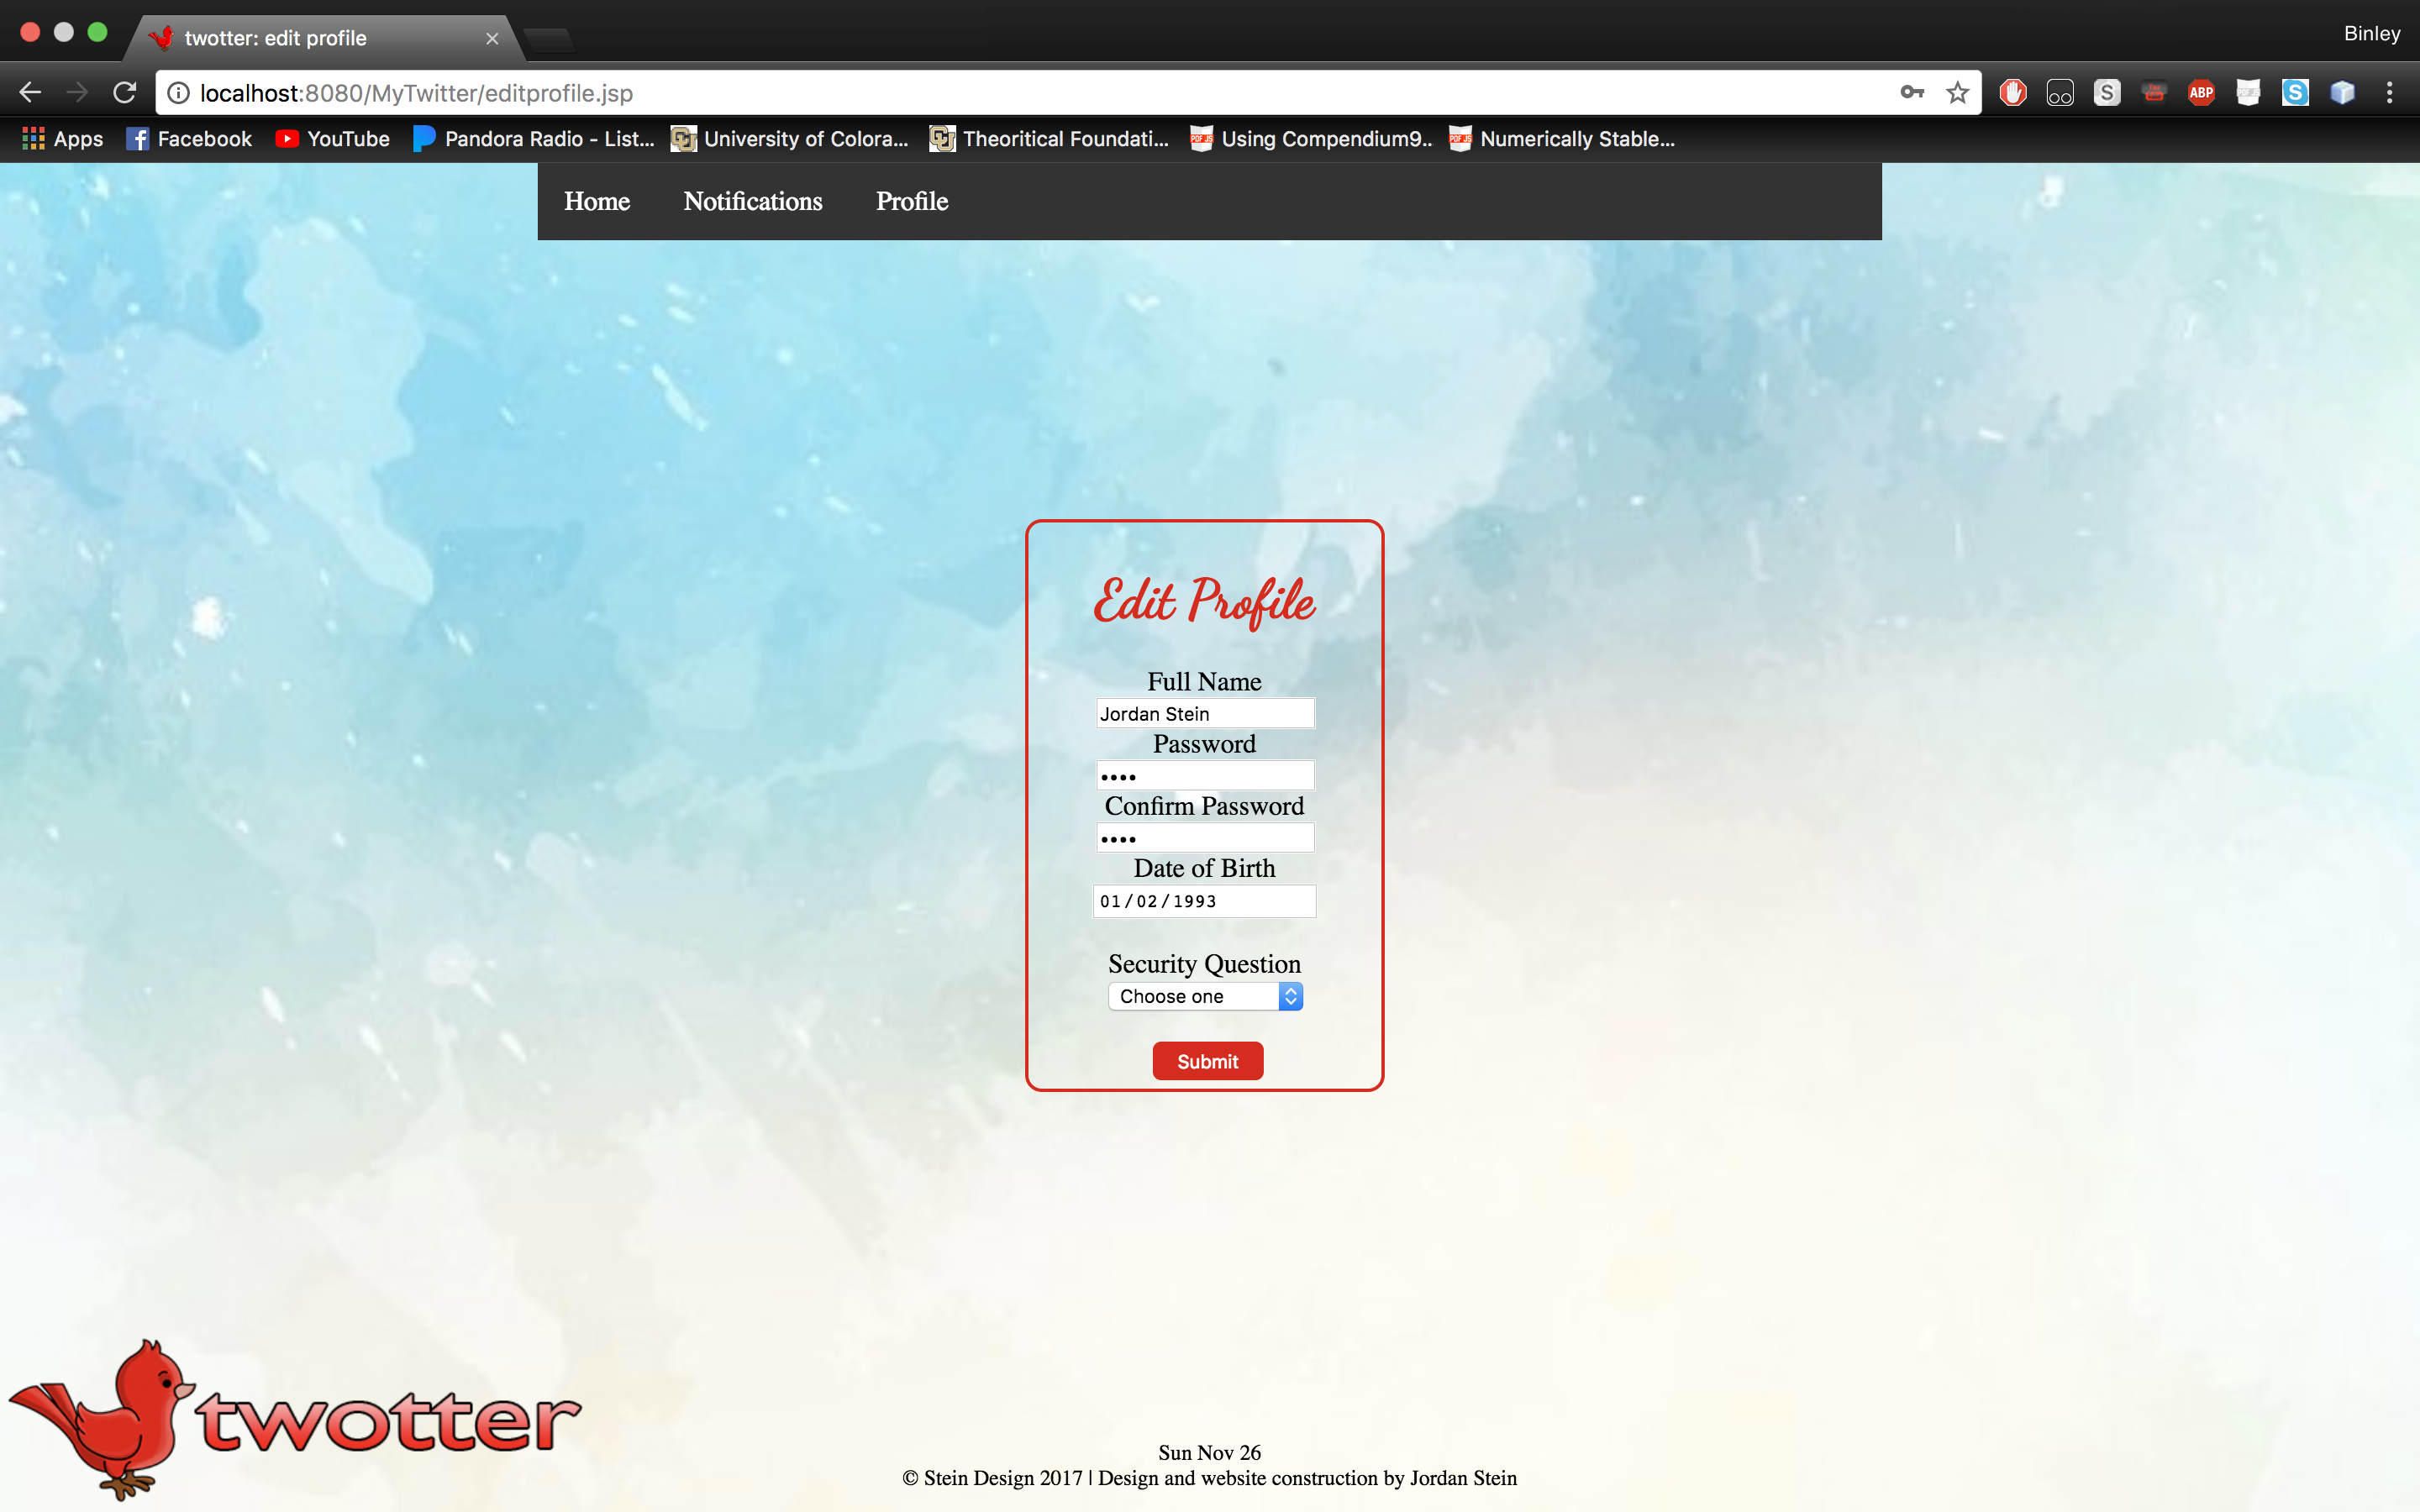 twotter: edit profile
Binley
localhost:8080/MyTwitter/editprofile.jsp
S
ABP
S
Apps Facebook YouTube Pandora Radio - List... University of Colora... Theoritical Foundati... Using Compendium9... Numerically Stable...
Home Notifications Profile
Edit Profile
Full Name
Jordan Stein
Password
••••
Confirm Password
••••
Date of Birth
01/02/1993
Security Question
Choose one
Submit
twotter
Sun Nov 26
© Stein Design 2017 | Design and website construction by Jordan Stein